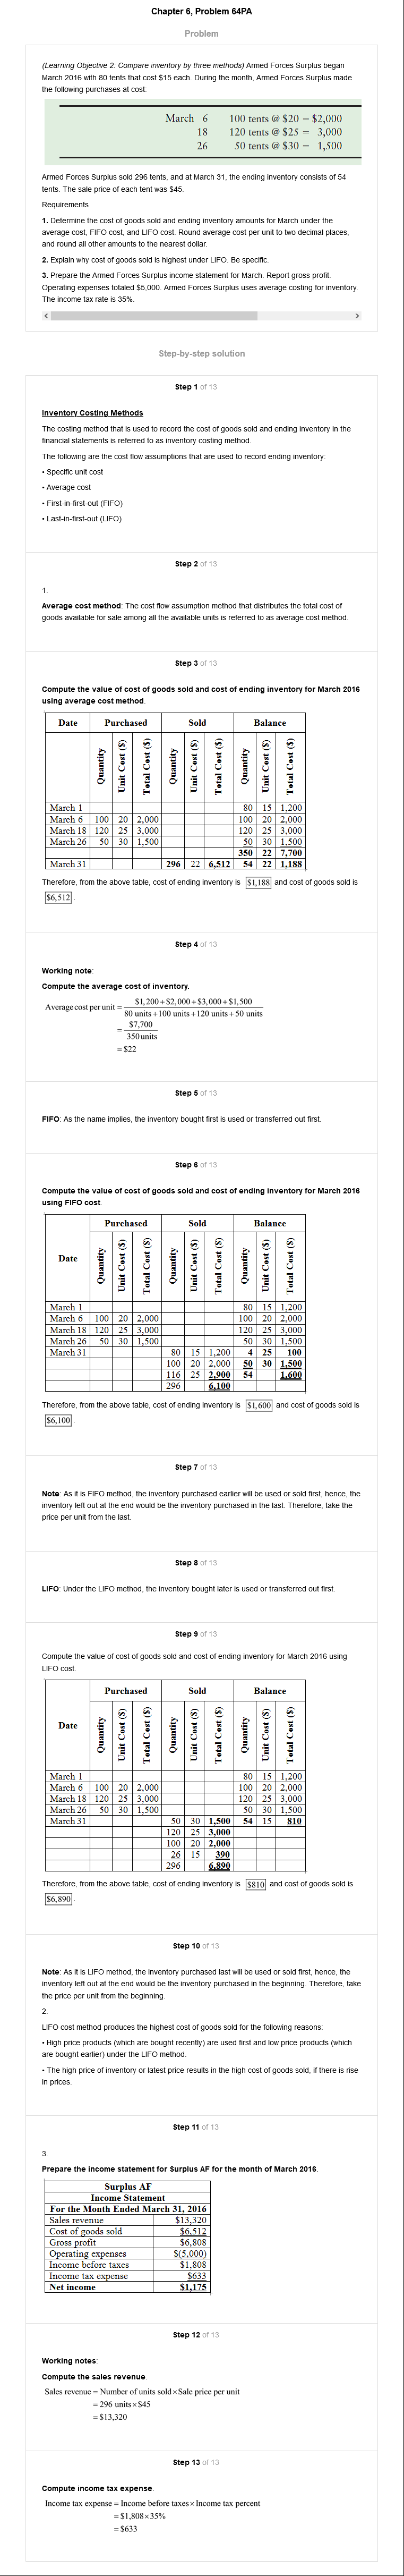 Chapter 6, Problem 64PA
Problem
(Learning Objective 2: Compare inventory by three methods) Armed Forces Surplus began
March 2016 with 80 tents that cost $15 each. During the month, Armed Forces Surplus made
the following purchases at cost:
March 6 100 tents @ $20 = $2,000
18 120 tents @ $25 = 3,000
26 50 tents @ $30 = 1,500
Armed Forces Surplus sold 296 tents, and at March 31, the ending inventory consists of 54
tents. The sale price of each tent was $45.
Requirements
1. Determine the cost of goods sold and ending inventory amounts for March under the
average cost, FIFO cost, and LIFO cost. Round average cost per unit to two decimal places,
and round all other amounts to the nearest dollar.
2. Explain why cost of goods sold is highest under LIFO. Be specific.
3. Prepare the Armed Forces Surplus income statement for March. Report gross profit.
Operating expenses totaled $5,000. Armed Forces Surplus uses average costing for inventory.
The income tax rate is 35%.
Step-by-step solution
Step 1 of 13
Inventory Costing Methods
The costing method that is used to record the cost of goods sold and ending inventory in the
financial statements is referred to as inventory costing method.
The following are the cost flow assumptions that are used to record ending inventory:
• Specific unit cost
• Average cost
• First-in-first-out (FIFO)
• Last-in-first-out (LIFO)
Step 2 of 13
1.
Average cost method: The cost flow assumption method that distributes the total cost of
goods available for sale among all the available units is referred to as average cost method.
Step 3 of 13
Compute the value of cost of goods sold and cost of ending inventory for March 2016
using average cost method.
Date Purchased Sold Balance
Quantity Unit Cost ($) Total Cost ($) Quantity Unit Cost ($) Total Cost ($) Quantity Unit Cost ($) Total Cost ($)
March 1 80 15 1,200
March 6 100 20 2,000 100 20 2,000
March 18 120 25 3,000 120 25 3,000
March 26 50 30 1,500 50 30 1,500
350 22 7,700
March 31 296 22 6,512 54 22 1,188
Therefore, from the above table, cost of ending inventory is $1,188 and cost of goods sold is
$6,512.
Step 4 of 13
Working note:
Compute the average cost of inventory.
Average cost per unit = $1,200+$2,000+$3,000+$1,500
80 units+100 units+120 units+50 units
= $7,700
350 units
= $22
Step 5 of 13
FIFO: As the name implies, the inventory bought first is used or transferred out first.
Step 6 of 13
Compute the value of cost of goods sold and cost of ending inventory for March 2016
using FIFO cost.
Date Purchased Sold Balance
Quantity Unit Cost ($) Total Cost ($) Quantity Unit Cost ($) Total Cost ($) Quantity Unit Cost ($) Total Cost ($)
March 1 80 15 1,200
March 6 100 20 2,000 100 20 2,000
March 18 120 25 3,000 120 25 3,000
March 26 50 30 1,500 50 30 1,500
March 31 80 15 1,200 4 25 100
100 20 2,000 50 30 1,500
116 25 2,900 54 1,600
296 6,100
Therefore, from the above table, cost of ending inventory is $1,600 and cost of goods sold is
$6,100.
Step 7 of 13
Note: As it is FIFO method, the inventory purchased earlier will be used or sold first, hence, the
inventory left out at the end would be the inventory purchased in the last. Therefore, take the
price per unit from the last.
Step 8 of 13
LIFO: Under the LIFO method, the inventory bought later is used or transferred out first.
Step 9 of 13
Compute the value of cost of goods sold and cost of ending inventory for March 2016 using
LIFO cost.
Date Purchased Sold Balance
Quantity Unit Cost ($) Total Cost ($) Quantity Unit Cost ($) Total Cost ($) Quantity Unit Cost ($) Total Cost ($)
March 1 80 15 1,200
March 6 100 20 2,000 100 20 2,000
March 18 120 25 3,000 120 25 3,000
March 26 50 30 1,500 50 30 1,500
March 31 50 30 1,500 54 15 810
120 25 3,000
100 20 2,000
26 15 390
296 6,890
Therefore, from the above table, cost of ending inventory is $810 and cost of goods sold is
$6,890.
Step 10 of 13
Note: As it is LIFO method, the inventory purchased last will be used or sold first, hence, the
inventory left out at the end would be the inventory purchased in the beginning. Therefore, take
the price per unit from the beginning.
2.
LIFO cost method produces the highest cost of goods sold for the following reasons:
• High price products (which are bought recently) are used first and low price products (which
are bought earlier) under the LIFO method.
• The high price of inventory or latest price results in the high cost of goods sold, if there is rise
in prices.
Step 11 of 13
3.
Prepare the income statement for Surplus AF for the month of March 2016.
Surplus AF
Income Statement
For the Month Ended March 31, 2016
Sales revenue $13,320
Cost of goods sold $6,512
Gross profit $6,808
Operating expenses $(5,000)
Income before taxes $1,808
Income tax expense $633
Net income $1,175
Step 12 of 13
Working notes:
Compute the sales revenue.
Sales revenue = Number of units sold×Sale price per unit
= 296 units×$45
= $13,320
Step 13 of 13
Compute income tax expense.
Income tax expense = Income before taxes×Income tax percent
= $1,808×35%
= $633